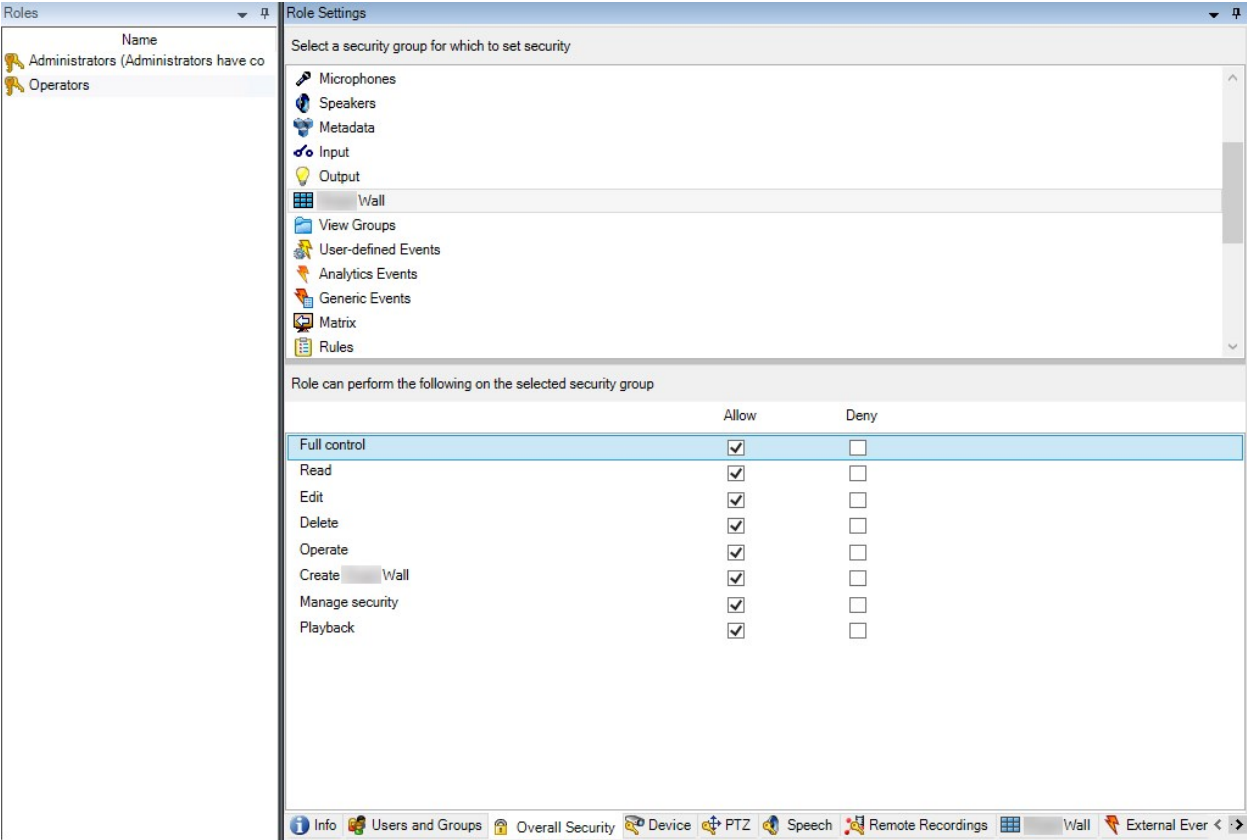 Roles
Name
Administrators (Administrators have co
Operators
Role Settings
Select a security group for which to set security
Microphones
Speakers
Metadata
Input
Output
Wall
View Groups
User-defined Events
Analytics Events
Generic Events
Matrix
Rules
Role can perform the following on the selected security group
Allow Deny
Full control
Read
Edit
Delete
Operate
Create Wall
Manage security
Playback
Info Users and Groups Overall Security Device PTZ Speech Remote Recordings Wall External Ever